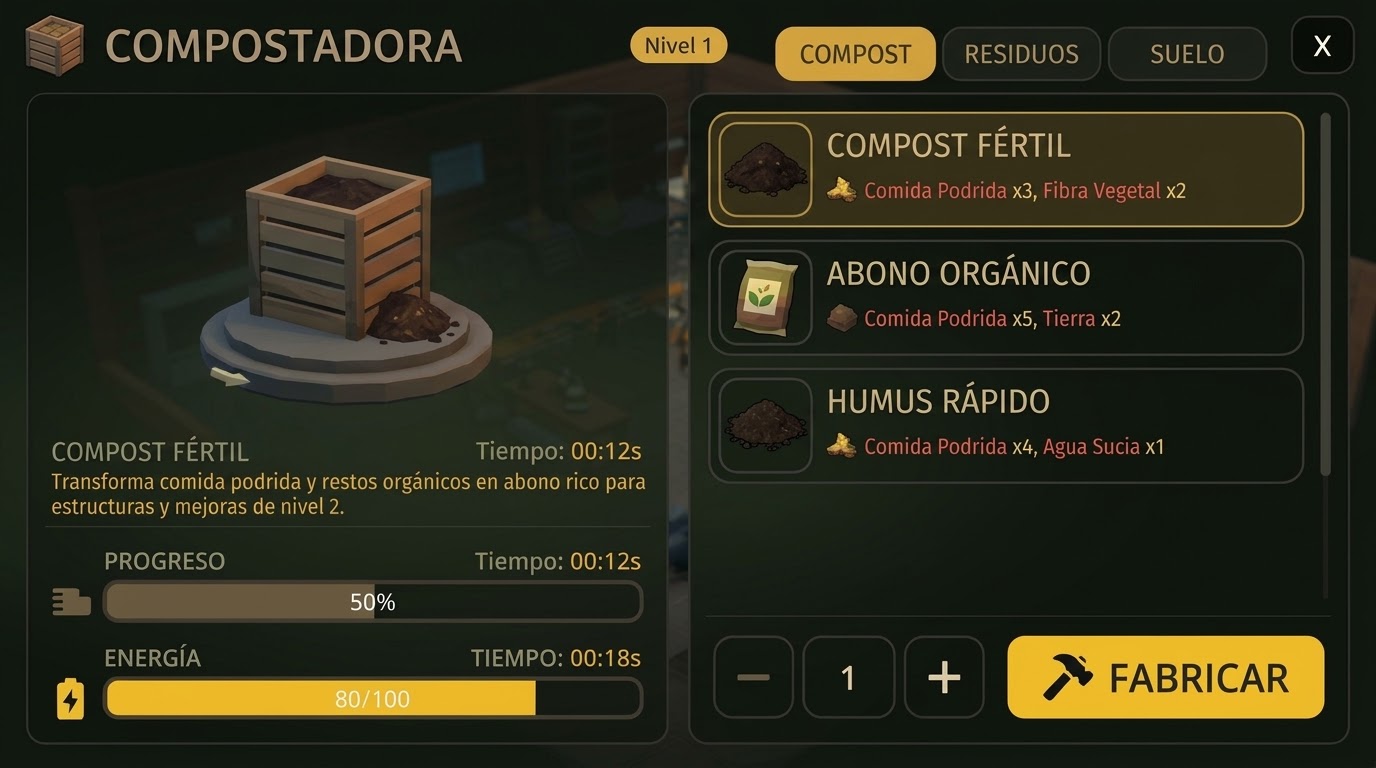 COMPOSTADORA
Nivel 1
COMPOST
RESIDUOS
SUELO
X
COMPOST FÉRTIL
Tiempo: 00:12s
Transforma comida podrida y restos orgánicos en abono rico para
estructuras y mejoras de nivel 2.
PROGRESO
Tiempo: 00:12s
50%
ENERGÍA
TIEMPO: 00:18s
80/100
COMPOST FÉRTIL
Comida Podrida x3, Fibra Vegetal x2
ABONO ORGÁNICO
Comida Podrida x5, Tierra x2
HUMUS RÁPIDO
Comida Podrida x4, Agua Sucia x1
− 1 +
FABRICAR